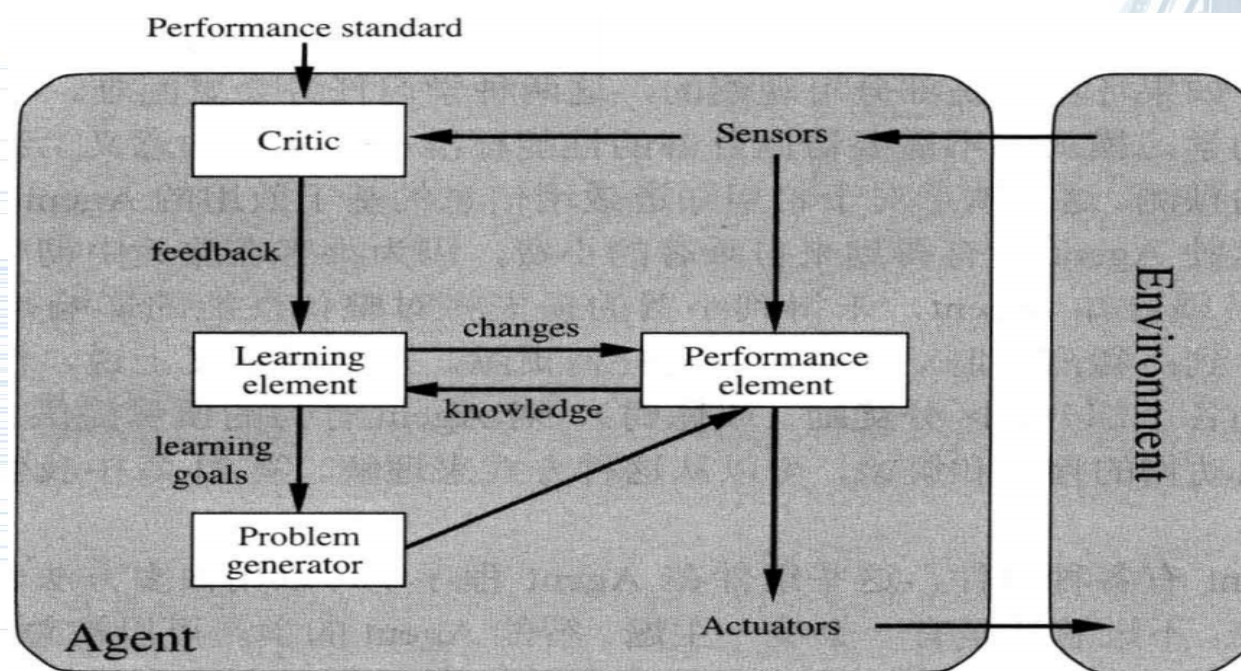 Performance standard
Critic
Sensors
feedback
Learning
element
changes
knowledge
Performance
element
learning
goals
Problem
generator
Actuators
Agent
Environment